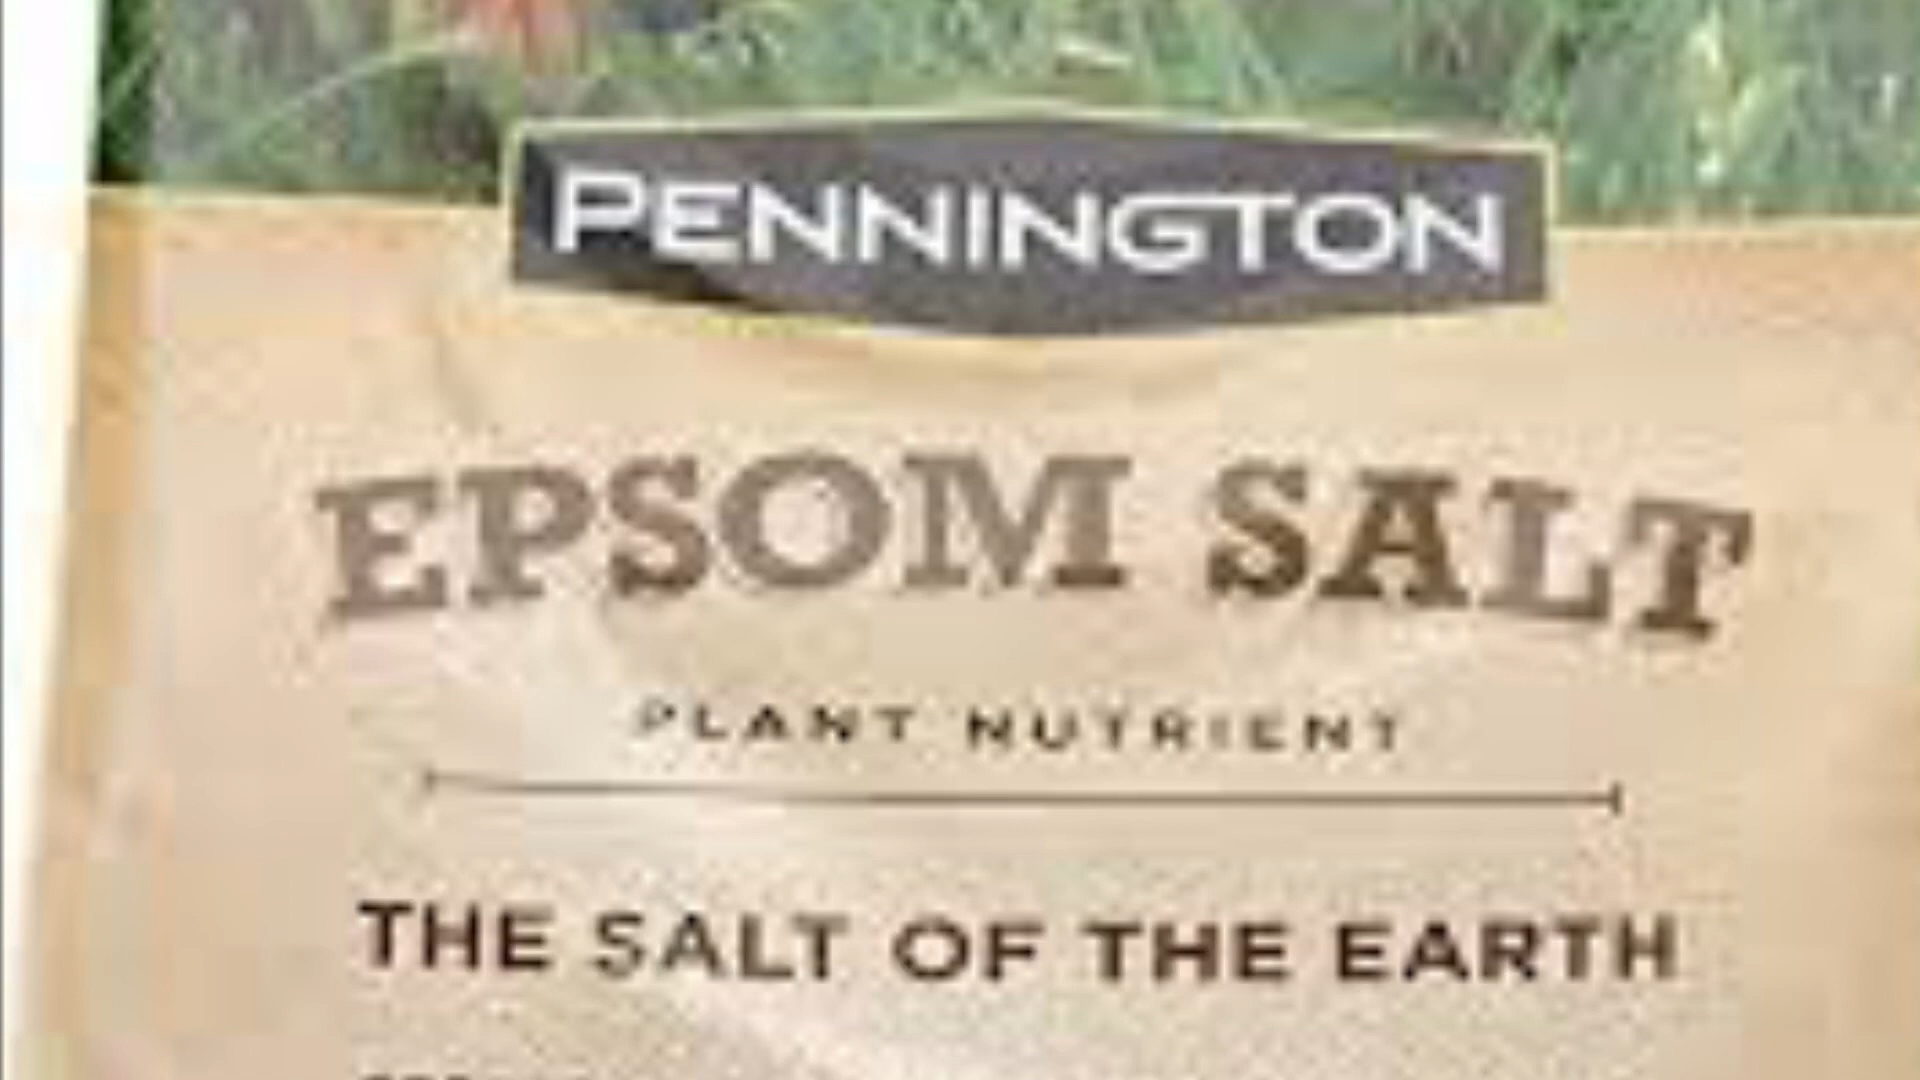 PENNINGTON
EPSOM SALT
PLANT NUTRIENT
THE SALT OF THE EARTH